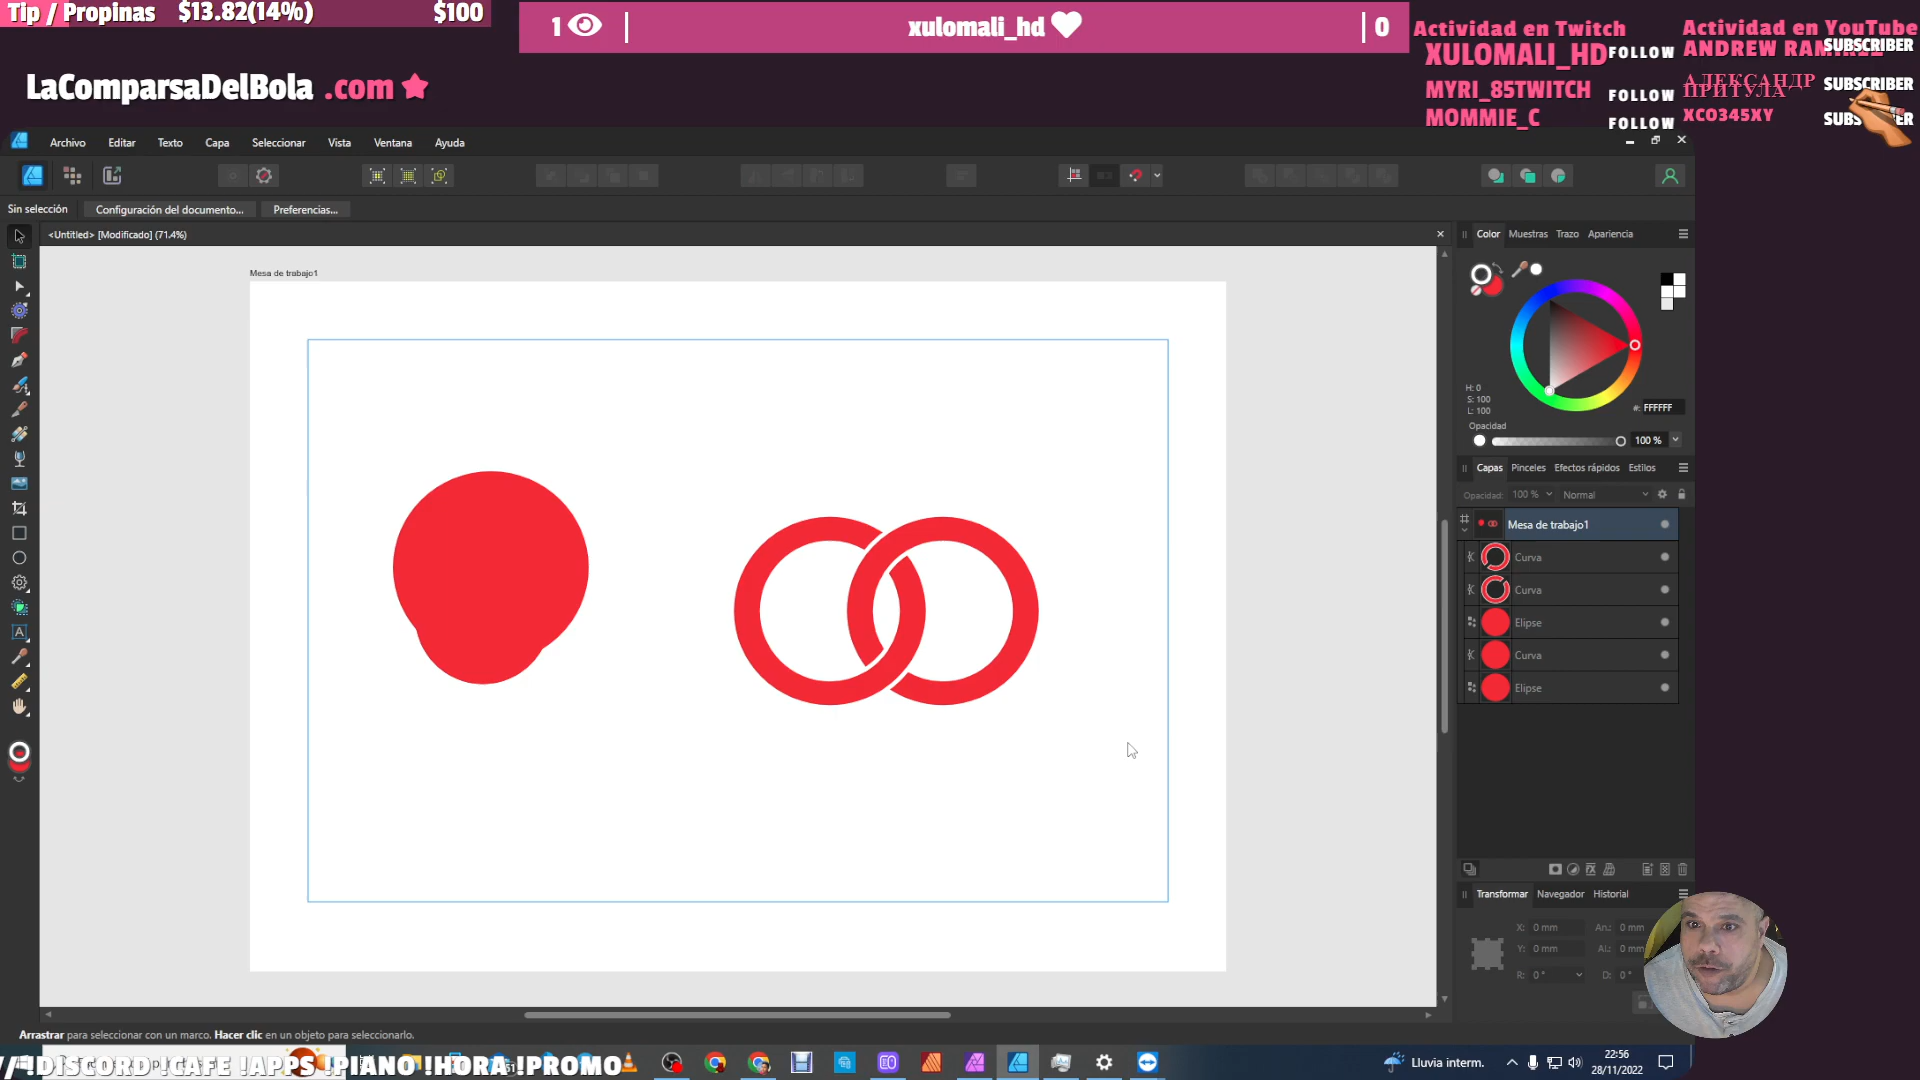 Tip / Propinas $13.82(14%) $100
1 | xulomali_hd | 0
Actividad en Twitch
XULOMALI_HD FOLLOW
MYRI_85TWITCH FOLLOW
MOMMIE_C FOLLOW
Actividad en YouTube
ANDREW SUBSCRIBER
АЛЕКСАНДР ПРИТУЛА SUBSCRIBER
XCO345XY
LaComparsaDelBola .com
Archivo Editar Texto Capa Seleccionar Vista Ventana Ayuda
Sin selección Configuración del documento... Preferencias...
<Untitled> [Modificado] (71.4%)
Mesa de trabajo1
Color Muestras Trazo Apariencia
H: 0
S: 100
L: 100
#: FFFFFF
Opacidad
100 %
Capas Pinceles Efectos rápidos Estilos
Opacidad: 100 % Normal
Mesa de trabajo1
Curva
Curva
Elipse
Curva
Elipse
Transformar Navegador Historial
X: 0 mm An.: 0 mm
Y: 0 mm Al.: 0 mm
R: 0 ° D: 0 °
Arrastrar para seleccionar con un marco. Hacer clic en un objeto para seleccionarlo.
// !DISCORD !CAFE !APPS !PIANO !HORA !PROMO
Lluvia interm.
22:56
28/11/2022